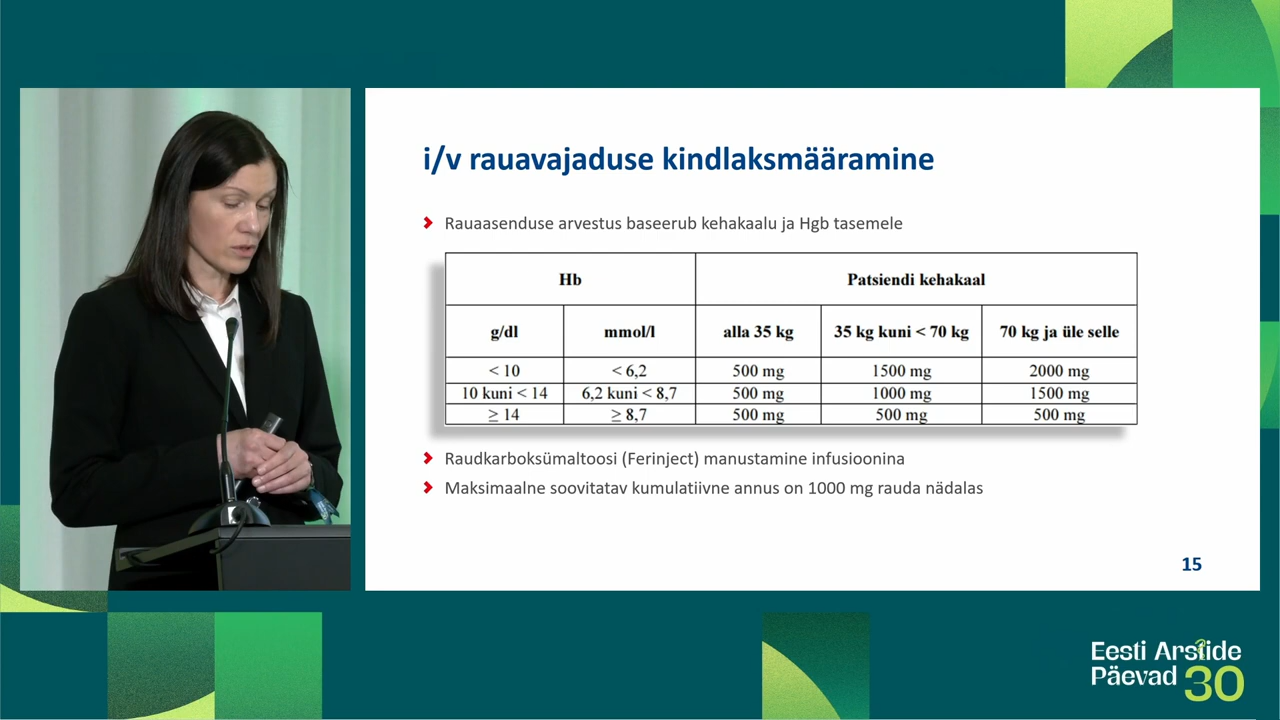 i/v rauavajaduse kindlaksmääramine
Rauaasenduse arvestus baseerub kehakaalu ja Hgb tasemele
Hb Patsiendi kehakaal
g/dl mmol/l alla 35 kg 35 kg kuni < 70 kg 70 kg ja üle selle
< 10 < 6,2 500 mg 1500 mg 2000 mg
10 kuni < 14 6,2 kuni < 8,7 500 mg 1000 mg 1500 mg
≥ 14 ≥ 8,7 500 mg 500 mg 500 mg
Raudkarboksümaltoosi (Ferinject) manustamine infusioonina
Maksimaalne soovitatav kumulatiivne annus on 1000 mg rauda nädalas
15
Eesti Arstide
Päevad 30